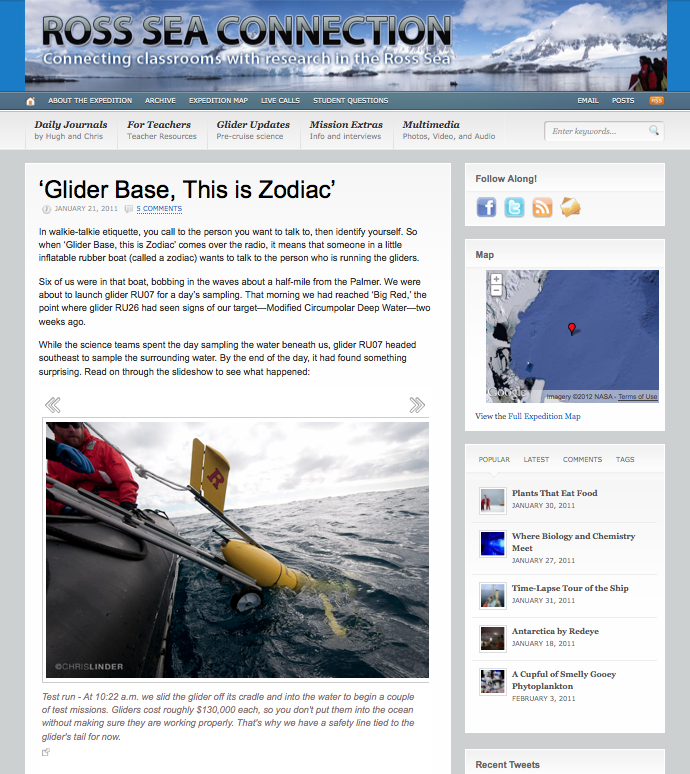 ROSS SEA CONNECTION
Connecting classrooms with research in the Ross Sea
ABOUT THE EXPEDITION ARCHIVE EXPEDITION MAP LIVE CALLS STUDENT QUESTIONS EMAIL POSTS RSS
Daily Journals For Teachers Glider Updates Mission Extras Multimedia
by Hugh and Chris Teacher Resources Pre-cruise science Info and interviews Photos, Video, and Audio
Enter keywords...
‘Glider Base, This is Zodiac’
JANUARY 21, 2011 5 COMMENTS
In walkie-talkie etiquette, you call to the person you want to talk to, then identify yourself. So
when ‘Glider Base, this is Zodiac’ comes over the radio, it means that someone in a little
inflatable rubber boat (called a zodiac) wants to talk to the person who is running the gliders.
Six of us were in that boat, bobbing in the waves about a half-mile from the Palmer. We were
about to launch glider RU07 for a day’s sampling. That morning we had reached ‘Big Red,’ the
point where glider RU26 had seen signs of our target—Modified Circumpolar Deep Water—two
weeks ago.
While the science teams spent the day sampling the water beneath us, glider RU07 headed
southeast to sample the surrounding water. By the end of the day, it had found something
surprising. Read on through the slideshow to see what happened:
R
©CHRISLINDER
Test run - At 10:22 a.m. we slid the glider off its cradle and into the water to begin a couple
of test missions. Gliders cost roughly $130,000 each, so you don't put them into the ocean
without making sure they are working properly. That's why we have a safety line tied to the
glider's tail for now.
Follow Along!
Map
+
−
Google
Imagery ©2012 NASA - Terms of Use
View the Full Expedition Map
POPULAR LATEST COMMENTS TAGS
Plants That Eat Food
JANUARY 30, 2011
Where Biology and Chemistry
Meet
JANUARY 27, 2011
Time-Lapse Tour of the Ship
JANUARY 31, 2011
Antarctica by Redeye
JANUARY 18, 2011
A Cupful of Smelly Gooey
Phytoplankton
FEBRUARY 3, 2011
Recent Tweets